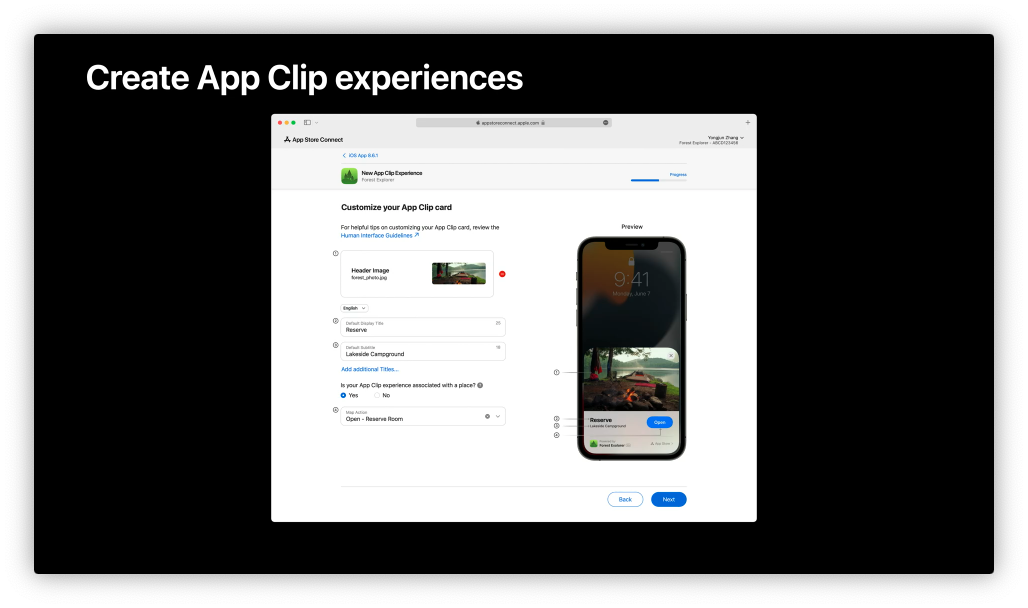 Create App Clip experiences
appstoreconnect.apple.com
App Store Connect
Yongjun Zhang
Forest Explorer - ABCD123456
iOS App 6.6.1
New App Clip Experience
Forest Explorer
Progress
Customize your App Clip card
For helpful tips on customizing your App Clip card, review the
Human Interface Guidelines
Preview
1
Header Image
forest_photo.jpg
English
2
Default Display Title
25
Reserve
3
Default Subtitle
Lakeside Campground
Add additional Titles...
Is your App Clip experience associated with a place? ?
Yes
No
4
Map Action
Open - Reserve Room
9:41
Monday, June 7
1
2
Reserve
3
Lakeside Campground
Open
4
Powered by
Forest Explorer
App Store
Back
Next